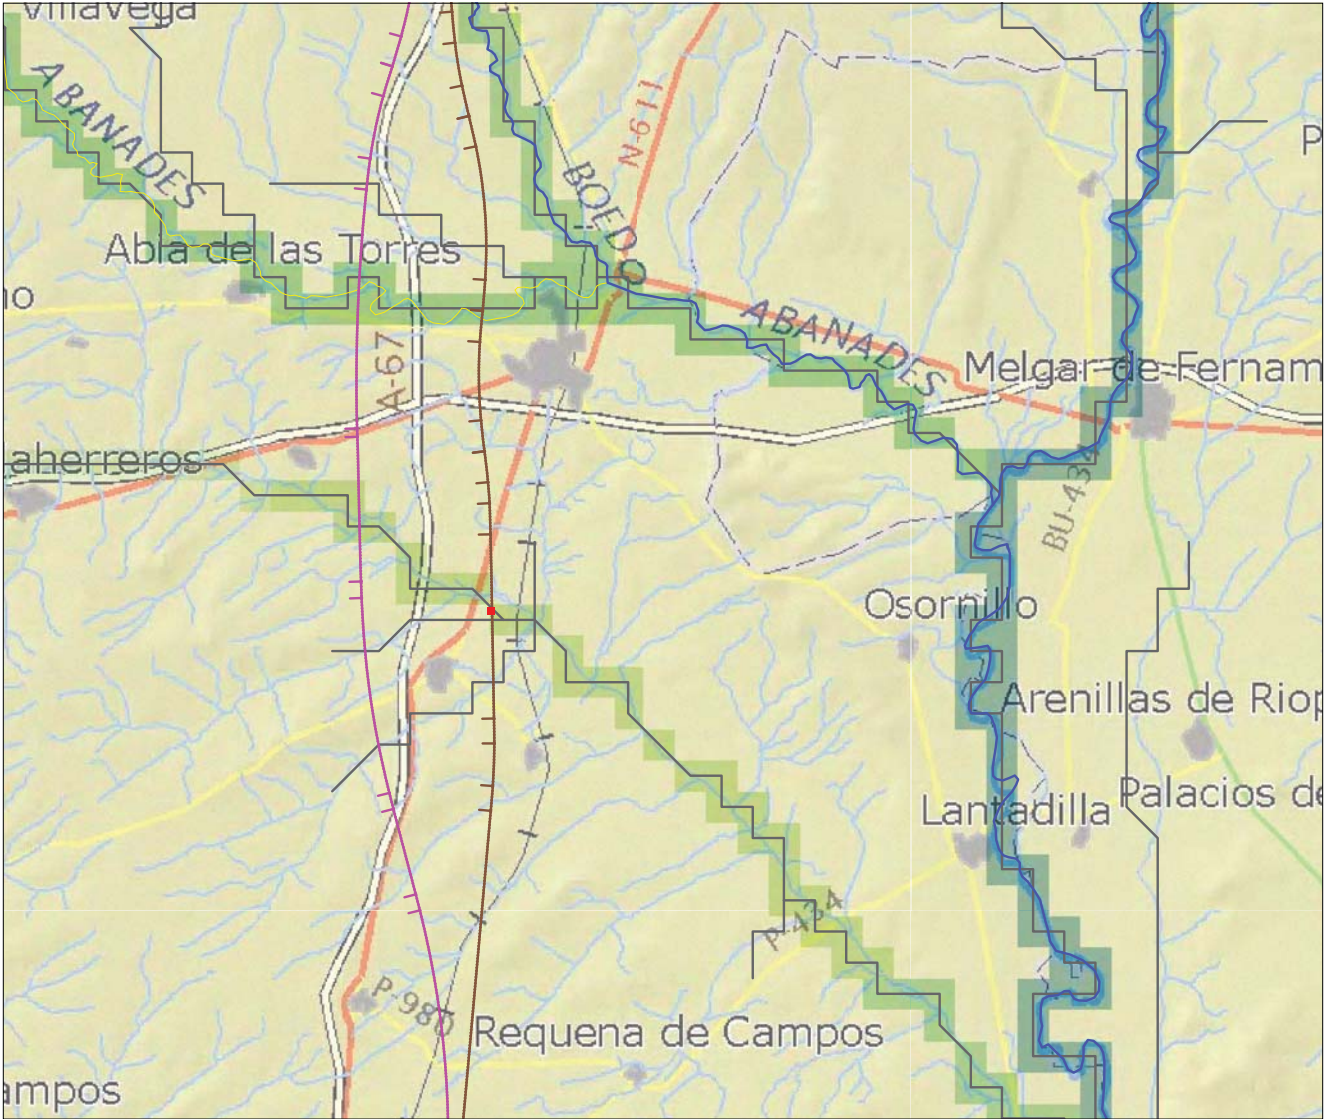 Villavega
ABANADES
N-611
BOEDO
Abia de las Torres
no
ABANADES
A-67
Melgar de Fernam
aherreros
BU-434
Osornillo
Arenillas de Riop
Lantadilla
Palacios de
P-434
P-980
Requena de Campos
ampos
P